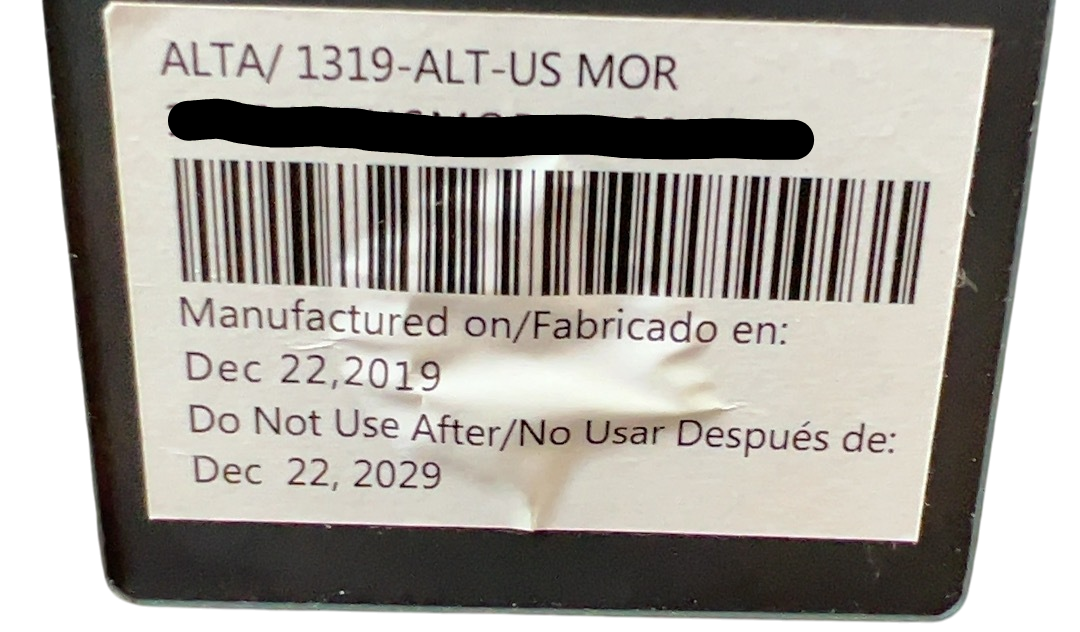 ALTA/ 1319-ALT-US MOR
Manufactured on/Fabricado en:
Dec 22,2019
Do Not Use After/No Usar Después de:
Dec 22, 2029